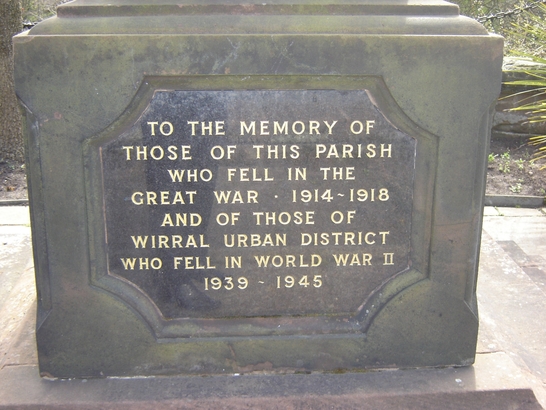 TO THE MEMORY OF
THOSE OF THIS PARISH
WHO FELL IN THE
GREAT WAR · 1914~1918
AND OF THOSE OF
WIRRAL URBAN DISTRICT
WHO FELL IN WORLD WAR II
1939 ~ 1945